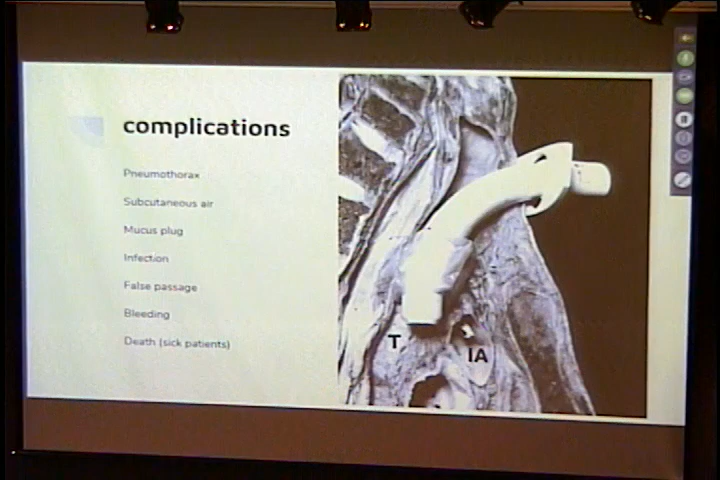 complications
Pneumothorax
Subcutaneous air
Mucus plug
Infection
False passage
Bleeding
Death (sick patients)
T
IA